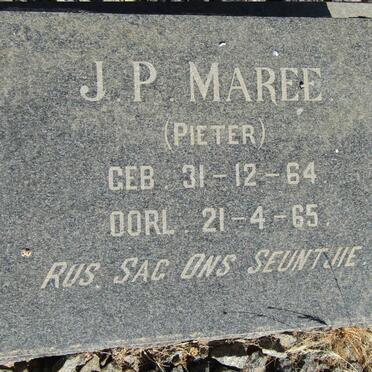 J. P. MAREE
(PIETER)
GEB. 31-12-64.
OORL. 21-4-65.
RUS SAG ONS SEUNTJIE